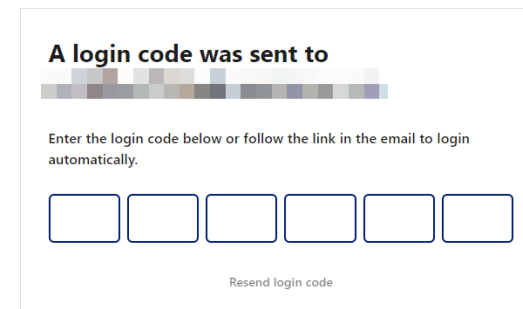 A login code was sent to
Enter the login code below or follow the link in the email to login
automatically.
Resend login code